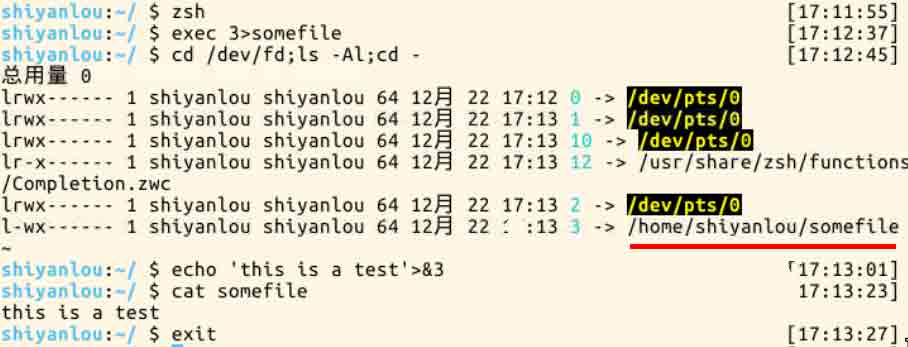 shiyanlou:~/ $ zsh [17:11:55]
shiyanlou:~/ $ exec 3>somefile [17:12:37]
shiyanlou:~/ $ cd /dev/fd;ls -Al;cd - [17:12:45]
总用量 0
lrwx------ 1 shiyanlou shiyanlou 64 12月 22 17:12 0 -> /dev/pts/0
lrwx------ 1 shiyanlou shiyanlou 64 12月 22 17:13 1 -> /dev/pts/0
lrwx------ 1 shiyanlou shiyanlou 64 12月 22 17:13 10 -> /dev/pts/0
lr-x------ 1 shiyanlou shiyanlou 64 12月 22 17:13 12 -> /usr/share/zsh/functions
/Completion.zwc
lrwx------ 1 shiyanlou shiyanlou 64 12月 22 17:13 2 -> /dev/pts/0
l-wx------ 1 shiyanlou shiyanlou 64 12月 22 :13 3 -> /home/shiyanlou/somefile
~
shiyanlou:~/ $ echo 'this is a test'>&3 [17:13:01]
shiyanlou:~/ $ cat somefile 17:13:23]
this is a test
shiyanlou:~/ $ exit [17:13:27]